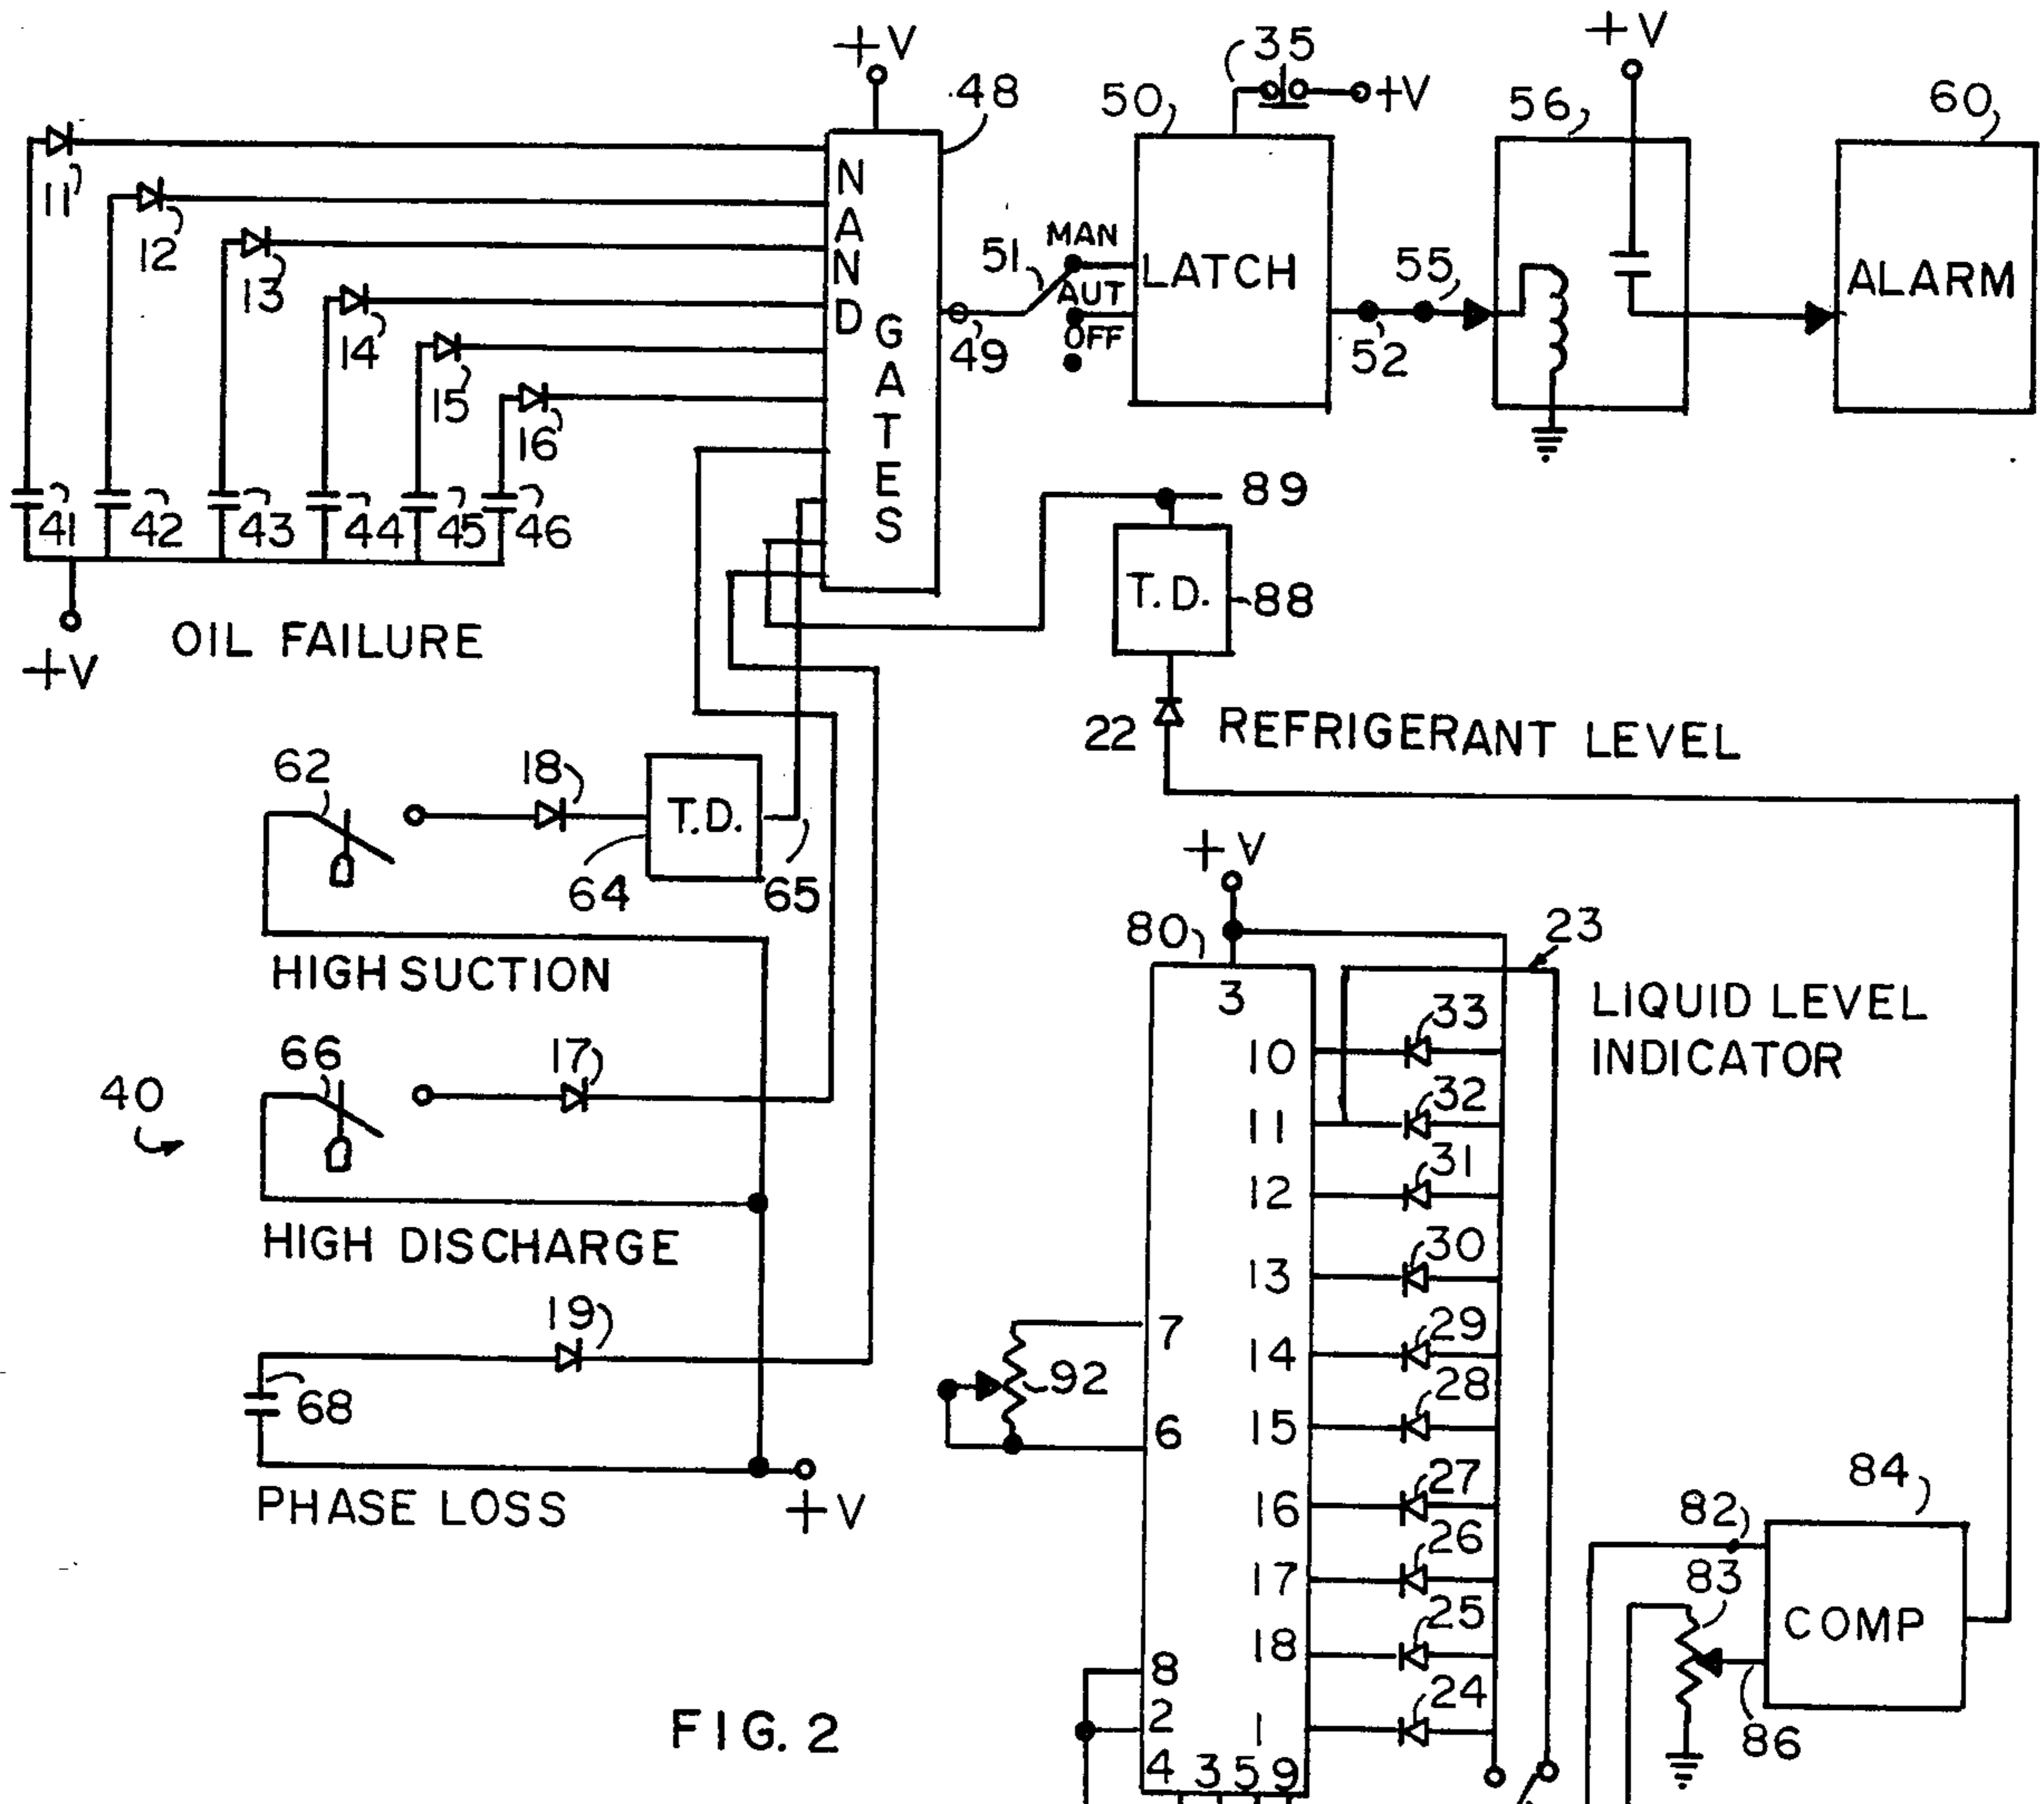 +V
35
+V
+V
48
50
56
60
11
12
13
14
15
16
NAND
GATES
51
MAN
AUT
OFF
49
LATCH
52
55
ALARM
41
42
43
44
45
46
+V
OIL FAILURE
89
T.D.
88
22
REFRIGERANT LEVEL
62
18
T.D.
64
65
HIGH SUCTION
66
17
40
HIGH DISCHARGE
19
68
PHASE LOSS
+V
+V
80
3
23
LIQUID LEVEL
INDICATOR
10
33
11
32
12
31
13
30
7
14
29
92
15
28
6
16
27
17
26
18
25
8
2
1
24
4 3 5 9
84
82
83
COMP
86
FIG. 2